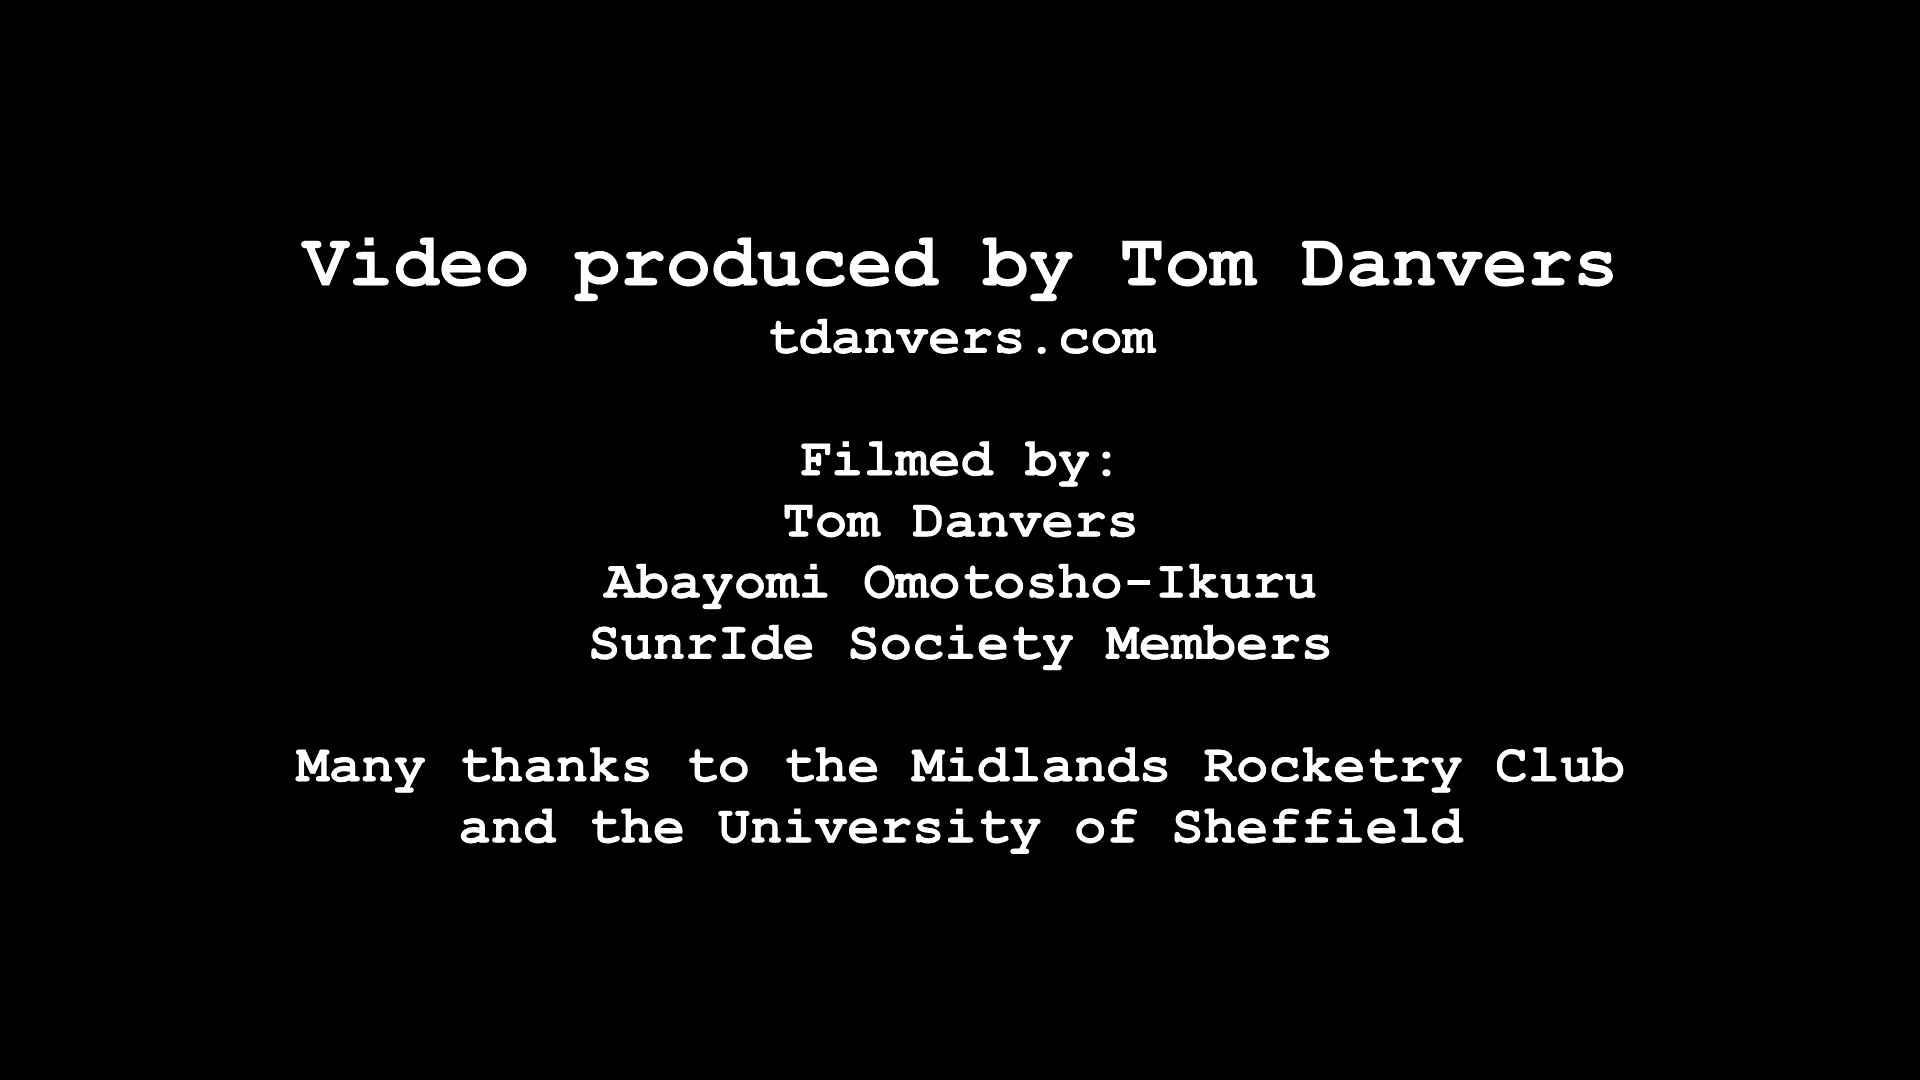 Video produced by Tom Danvers
tdanvers.com
Filmed by:
Tom Danvers
Abayomi Omotosho-Ikuru
SunrIde Society Members
Many thanks to the Midlands Rocketry Club
and the University of Sheffield